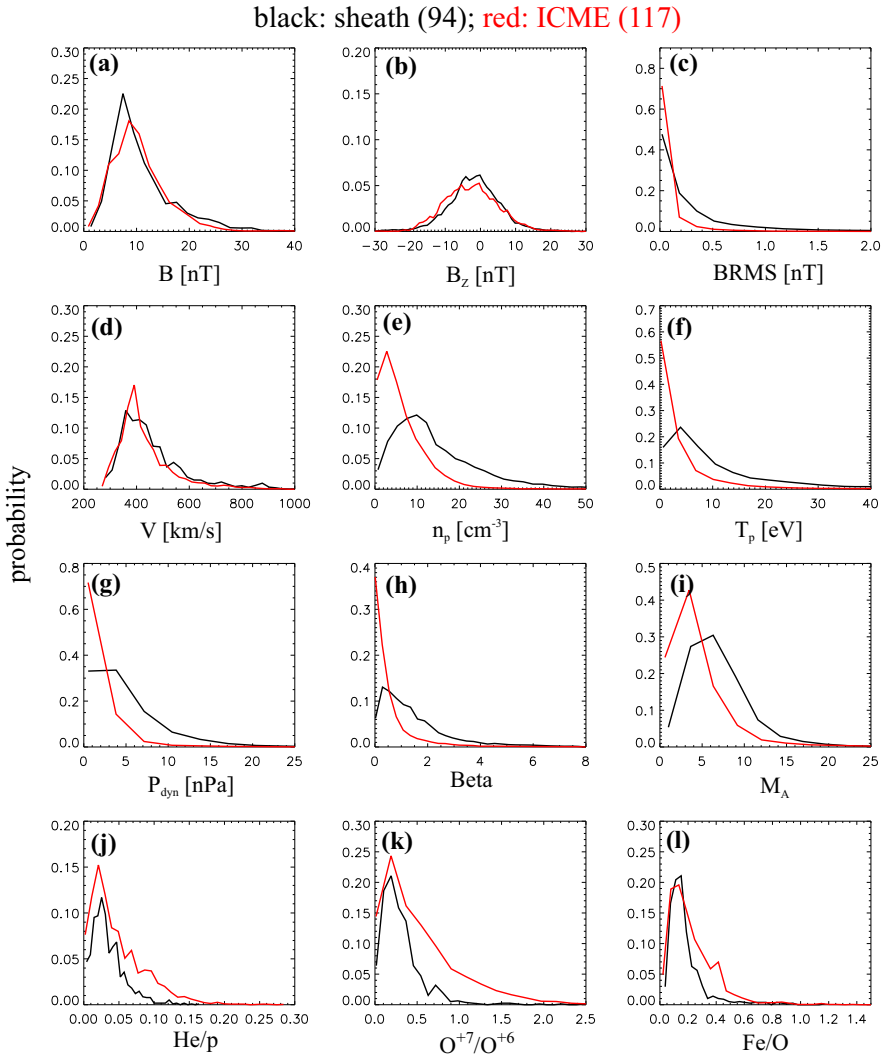 black: sheath (94); red: ICME (117)
probability
(a)
0.30
0.25
0.20
0.15
0.10
0.05
0.00
0 10 20 30 40
B [nT]
(b)
0.20
0.15
0.10
0.05
0.00
−30 −20 −10 0 10 20 30
B_Z [nT]
(c)
1.0
0.8
0.6
0.4
0.2
0.0
0.0 0.5 1.0 1.5 2.0
BRMS [nT]
(d)
0.30
0.25
0.20
0.15
0.10
0.05
0.00
200 400 600 800 1000
V [km/s]
(e)
0.30
0.25
0.20
0.15
0.10
0.05
0.00
0 10 20 30 40 50
n_p [cm⁻³]
(f)
0.7
0.6
0.5
0.4
0.3
0.2
0.1
0.0
0 10 20 30 40
T_p [eV]
(g)
0.8
0.6
0.4
0.2
0.0
0 5 10 15 20 25
P_dyn [nPa]
(h)
0.4
0.3
0.2
0.1
0.0
0 2 4 6 8
Beta
(i)
0.5
0.4
0.3
0.2
0.1
0.0
0 5 10 15 20 25
M_A
(j)
0.20
0.15
0.10
0.05
0.00
0.00 0.05 0.10 0.15 0.20 0.25 0.30
He/p
(k)
0.30
0.25
0.20
0.15
0.10
0.05
0.00
0.0 0.5 1.0 1.5 2.0 2.5
O⁺⁷/O⁺⁶
(l)
0.30
0.25
0.20
0.15
0.10
0.05
0.00
0.0 0.2 0.4 0.6 0.8 1.0 1.2 1.4
Fe/O